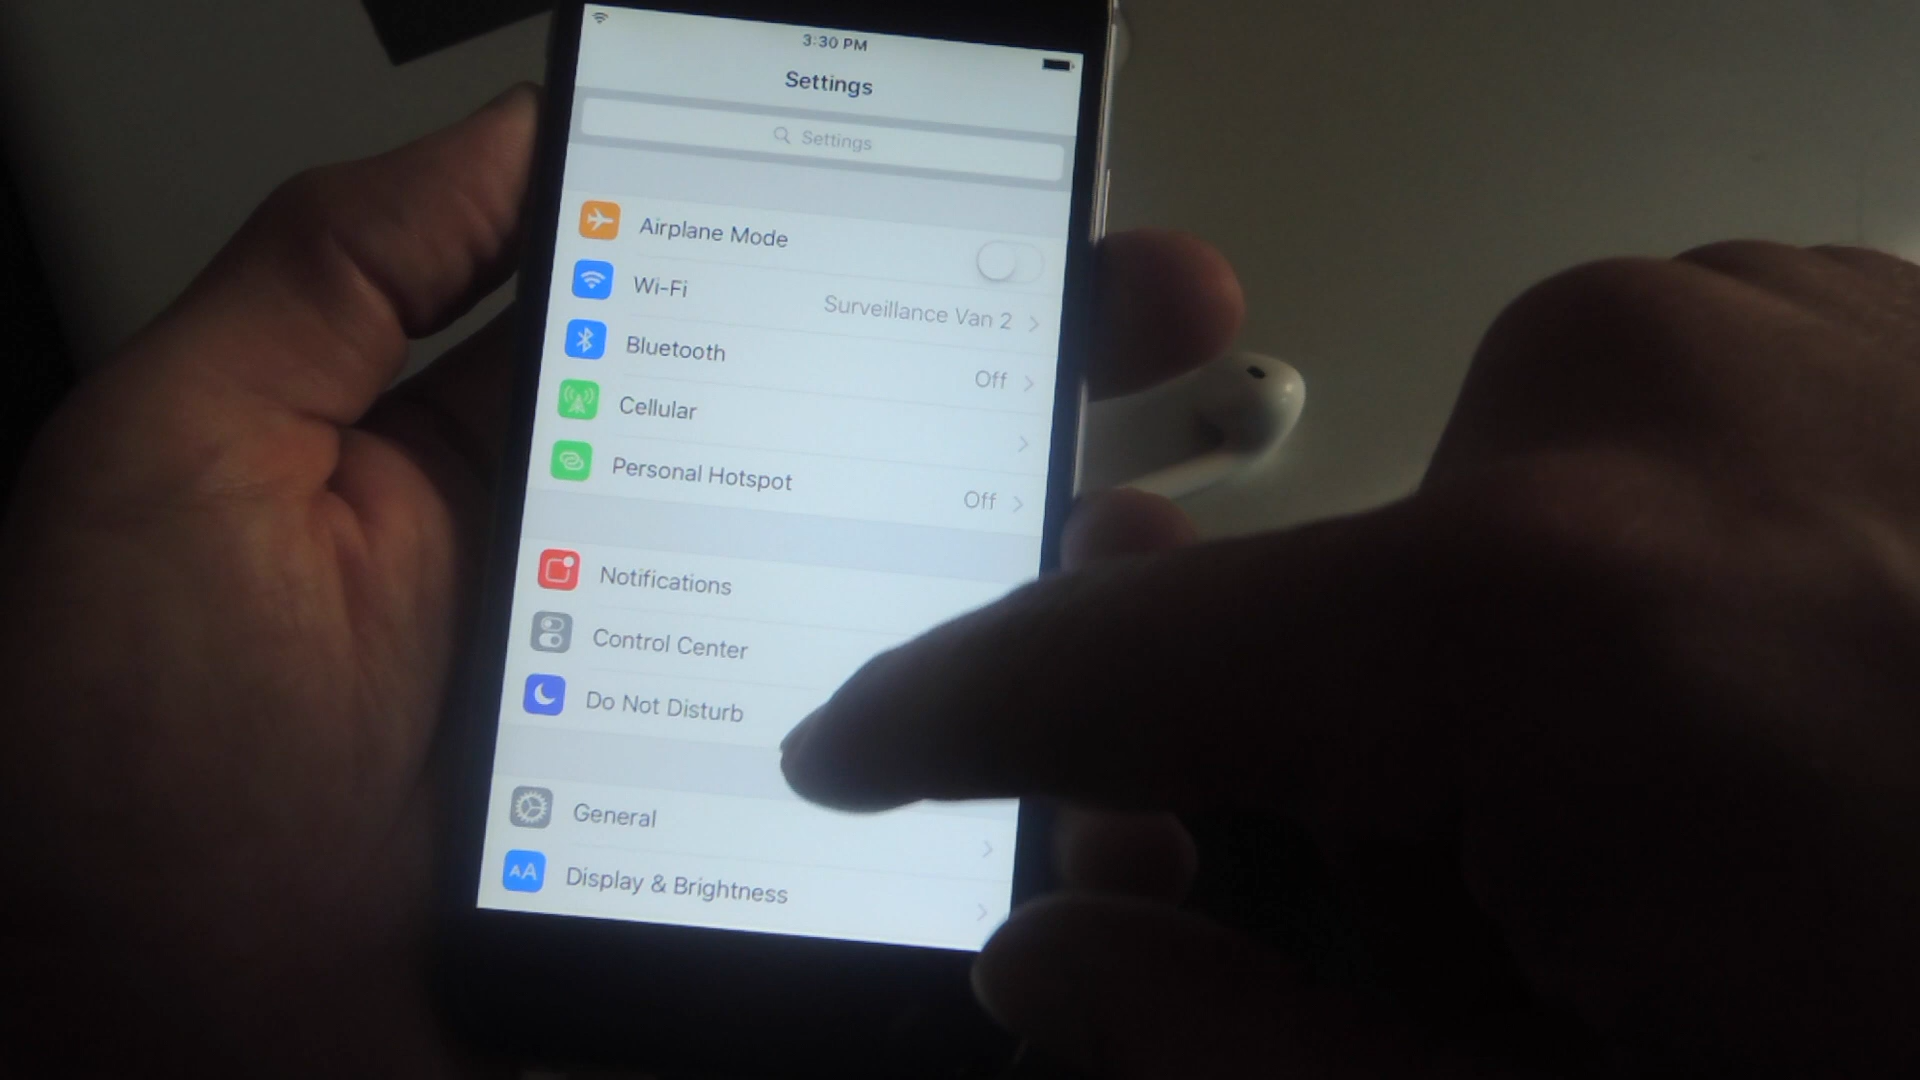 3:30 PM
Settings
Settings
Airplane Mode
Wi-Fi Surveillance Van 2
Bluetooth Off
Cellular
Personal Hotspot Off
Notifications
Control Center
Do Not Disturb
General
AA Display & Brightness